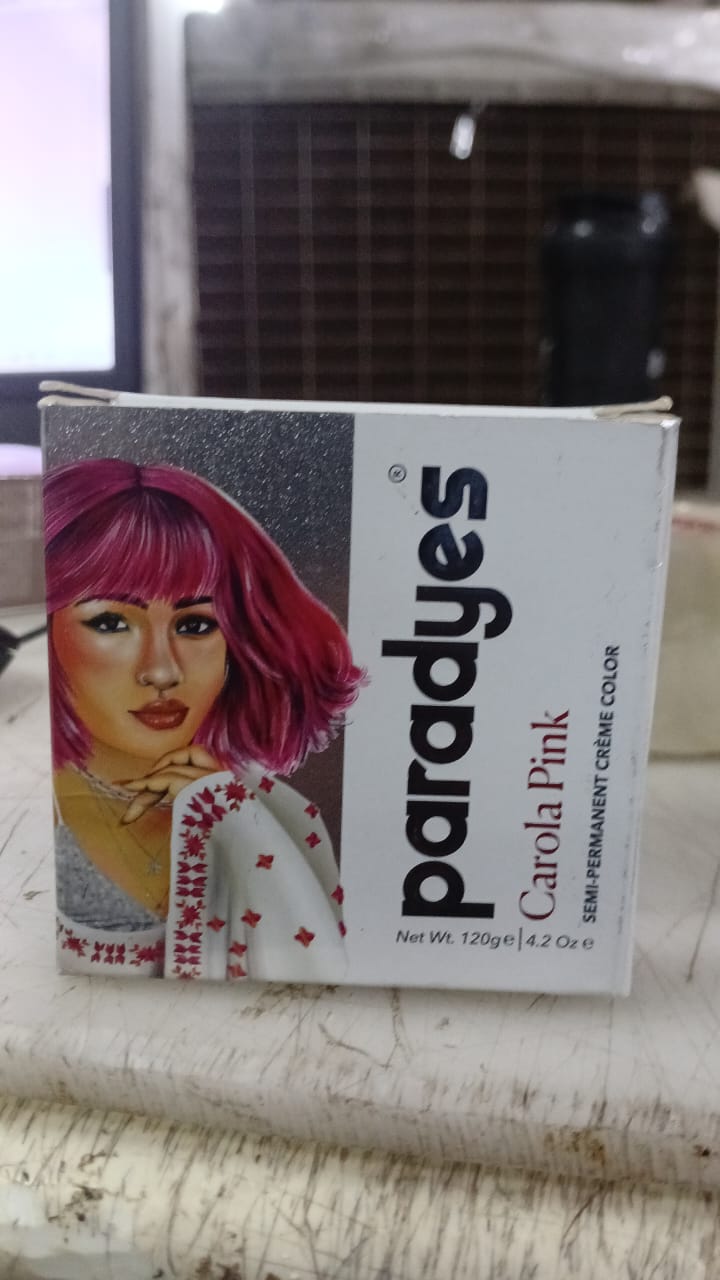 paradyes®
Carola Pink
SEMI-PERMANENT CRÈME COLOR
Net Wt. 120g ℮ | 4.2 Oz ℮